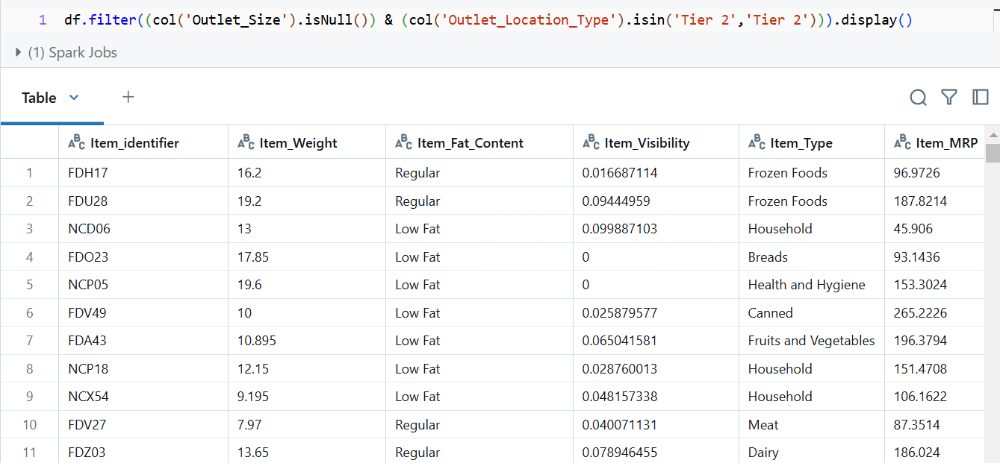 1 df.filter((col('Outlet_Size').isNull()) & (col('Outlet_Location_Type').isin('Tier 2','Tier 2'))).display()
(1) Spark Jobs
Table +
ABC Item_identifier ABC Item_Weight ABC Item_Fat_Content ABC Item_Visibility ABC Item_Type ABC Item_MRP
1 FDH17 16.2 Regular 0.016687114 Frozen Foods 96.9726
2 FDU28 19.2 Regular 0.09444959 Frozen Foods 187.8214
3 NCD06 13 Low Fat 0.099887103 Household 45.906
4 FDO23 17.85 Low Fat 0 Breads 93.1436
5 NCP05 19.6 Low Fat 0 Health and Hygiene 153.3024
6 FDV49 10 Low Fat 0.025879577 Canned 265.2226
7 FDA43 10.895 Low Fat 0.065041581 Fruits and Vegetables 196.3794
8 NCP18 12.15 Low Fat 0.028760013 Household 151.4708
9 NCX54 9.195 Low Fat 0.048157338 Household 106.1622
10 FDV27 7.97 Regular 0.040071131 Meat 87.3514
11 FDZ03 13.65 Regular 0.078946455 Dairy 186.024